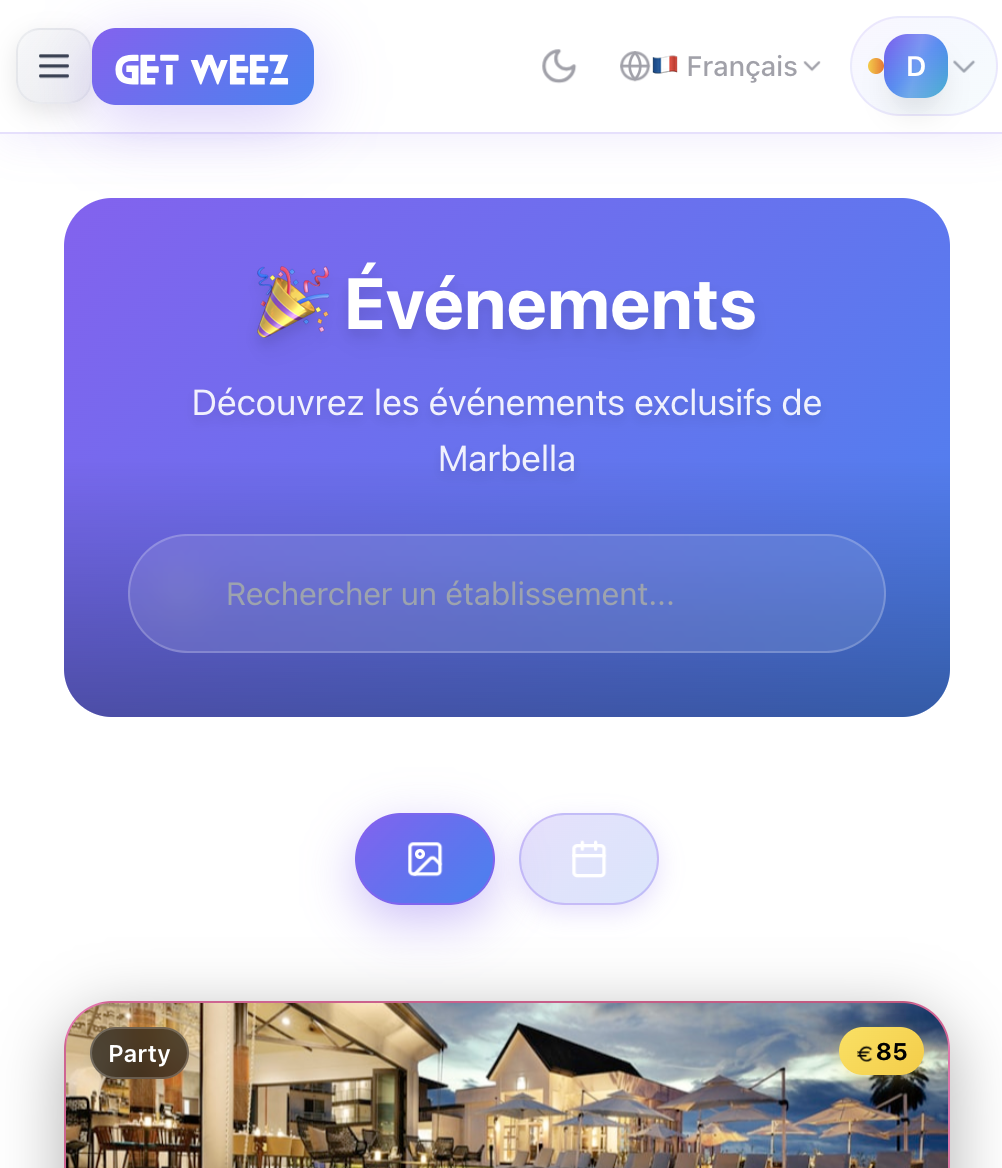 GET WEEZ
Français
D
Événements
Découvrez les événements exclusifs de
Marbella
Rechercher un établissement...
Party
€85